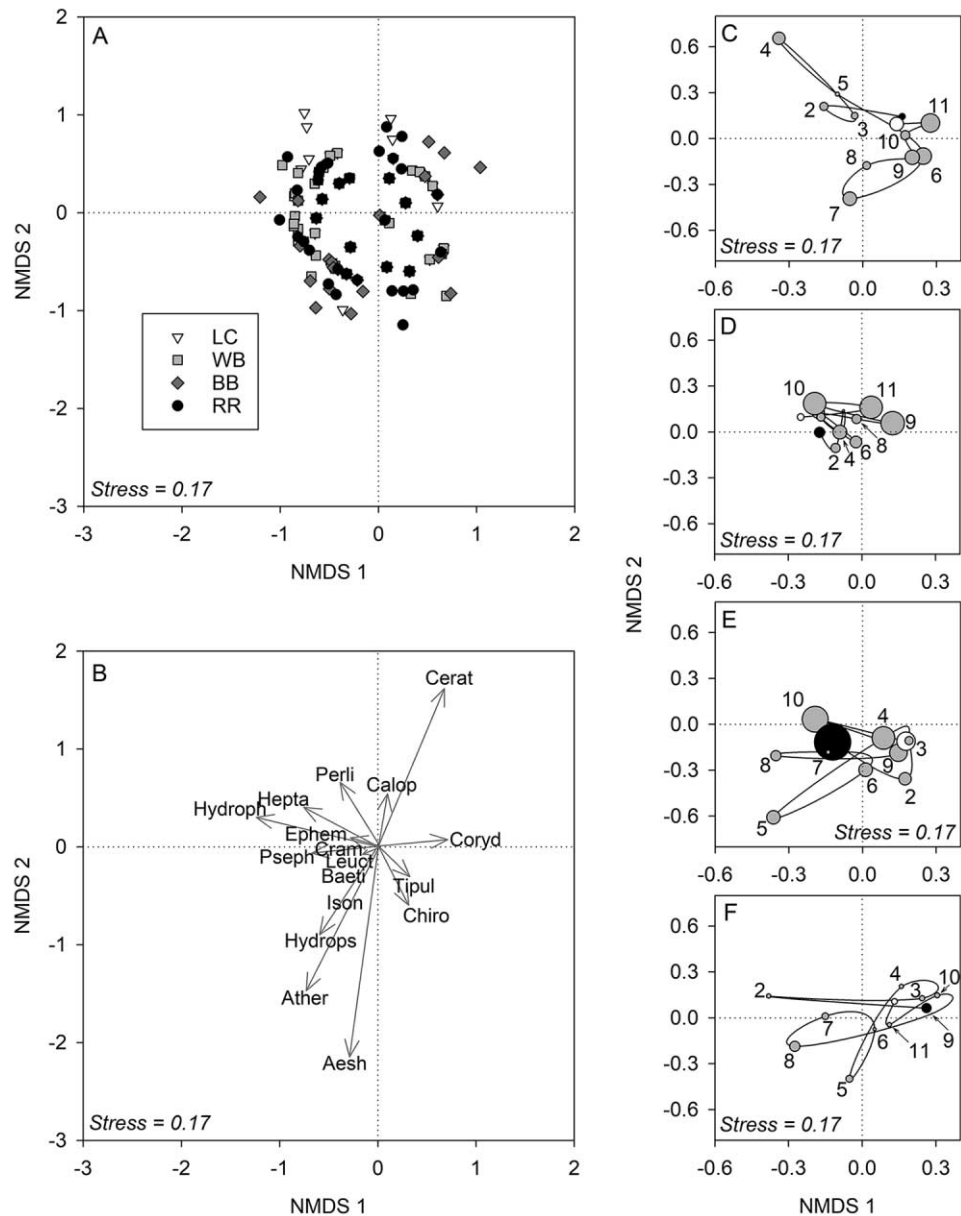 A
2
1
0
-1
-2
-3
NMDS 2
LC
WB
BB
RR
Stress = 0.17
-3
-2
-1
0
1
2
NMDS 1
B
2
1
0
-1
-2
-3
NMDS 2
Cerat
Perli
Calop
Hepta
Hydroph
Ephem
Coryd
Cram
Pseph
Leuct
Baeti
Tipul
Ison
Chiro
Hydrops
Ather
Aesh
Stress = 0.17
-3
-2
-1
0
1
2
NMDS 1
NMDS 2
C
0.6
0.3
0.0
-0.3
-0.6
4
5
2
3
11
10
8
9
6
7
Stress = 0.17
-0.6
-0.3
0.0
0.3
D
0.6
0.3
0.0
-0.3
-0.6
10
11
9
8
2
4
6
Stress = 0.17
-0.6
-0.3
0.0
0.3
E
0.6
0.3
0.0
-0.3
-0.6
10
4
3
8
7
9
6
2
5
Stress = 0.17
-0.6
-0.3
0.0
0.3
F
0.6
0.3
0.0
-0.3
-0.6
4
10
2
3
7
6
9
11
8
5
Stress = 0.17
-0.6
-0.3
0.0
0.3
NMDS 1